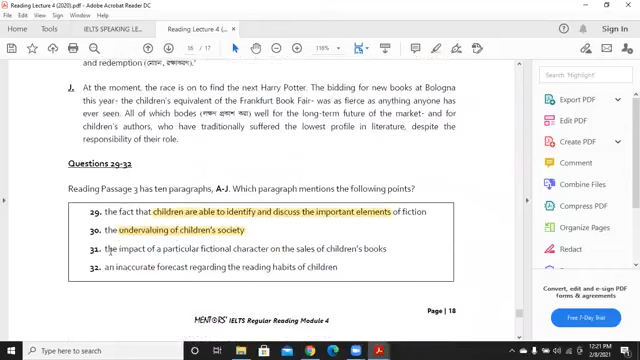 Reading Lecture 4 (2020).pdf - Adobe Acrobat Reader DC
File Edit View Sign Window Help
Home Tools IELTS SPEAKING LECT... Reading Lecture 4 (2... × Sign In
16 / 17 116%
and redemption
J. At the moment, the race is on to find the next Harry Potter. The bidding for new books at Bologna
this year- the children's equivalent of the Frankfurt Book Fair- was as fierce as anything anyone has
ever seen. All of which bodes (লক্ষণ প্রকাশ করা) well for the long-term future of the market- and for
children's authors, who have traditionally suffered the lowest profile in literature, despite the
responsibility of their role.
Questions 29-32
Reading Passage 3 has ten paragraphs, A-J. Which paragraph mentions the following points?
29. the fact that children are able to identify and discuss the important elements of fiction
30. the undervaluing of children's society
31. the impact of a particular fictional character on the sales of children's books
32. an inaccurate forecast regarding the reading habits of children
Page | 18
MENTORS' IELTS Regular Reading Module 4
Search 'Highlight'
Export PDF
Edit PDF
Create PDF
Comment
Combine Files
Compress PDF
Organize Pages
Redact
Convert, edit and e-sign PDF
forms & agreements
Free 7-Day Trial
Type here to search
12:21 PM
2/8/2021